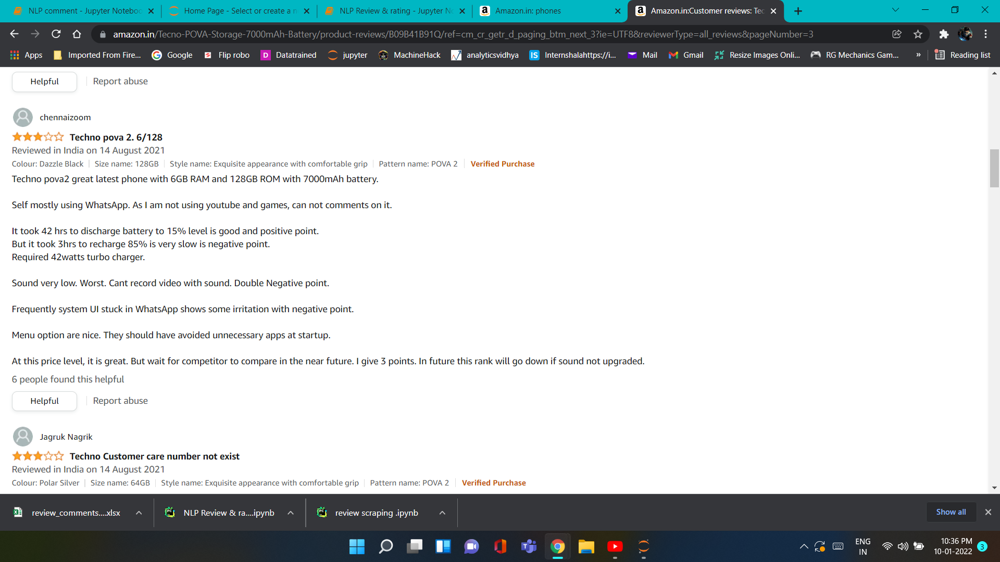 NLP comment - Jupyter Noteboo
Home Page - Select or create a n
NLP Review & rating - Jupyter No
Amazon.in: phones
Amazon.in:Customer reviews: Tec
amazon.in/Tecno-POVA-Storage-7000mAh-Battery/product-reviews/B09B41B91Q/ref=cm_cr_getr_d_paging_btm_next_3?ie=UTF8&reviewerType=all_reviews&pageNumber=3
Apps
Imported From Fire...
Google
Flip robo
Datatrained
jupyter
MachineHack
analyticsvidhya
Internshalahttps://i...
Mail
Gmail
Resize Images Onli...
RG Mechanics Gam...
»
Reading list
Helpful
Report abuse
chennaizoom
Techno pova 2. 6/128
Reviewed in India on 14 August 2021
Colour: Dazzle Black | Size name: 128GB | Style name: Exquisite appearance with comfortable grip | Pattern name: POVA 2 | Verified Purchase
Techno pova2 great latest phone with 6GB RAM and 128GB ROM with 7000mAh battery.
Self mostly using WhatsApp. As I am not using youtube and games, can not comments on it.
It took 42 hrs to discharge battery to 15% level is good and positive point.
But it took 3hrs to recharge 85% is very slow is negative point.
Required 42watts turbo charger.
Sound very low. Worst. Cant record video with sound. Double Negative point.
Frequently system UI stuck in WhatsApp shows some irritation with negative point.
Menu option are nice. They should have avoided unnecessary apps at startup.
At this price level, it is great. But wait for competitor to compare in the near future. I give 3 points. In future this rank will go down if sound not upgraded.
6 people found this helpful
Helpful
Report abuse
Jagruk Nagrik
Techno Customer care number not exist
Reviewed in India on 14 August 2021
Colour: Polar Silver | Size name: 64GB | Style name: Exquisite appearance with comfortable grip | Pattern name: POVA 2 | Verified Purchase
review_comments....xlsx
NLP Review & ra....ipynb
review scraping .ipynb
Show all
ENG
IN
10:36 PM
10-01-2022
3